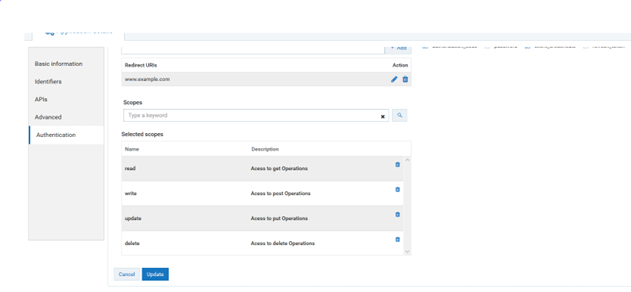 Add
Basic information
Identifiers
APIs
Advanced
Authentication
Redirect URIs Action
www.example.com
Scopes
Type a keyword
Selected scopes
Name Description
read Acess to get Operations
write Acess to post Operations
update Acess to put Operations
delete Acess to delete Operations
Cancel Update